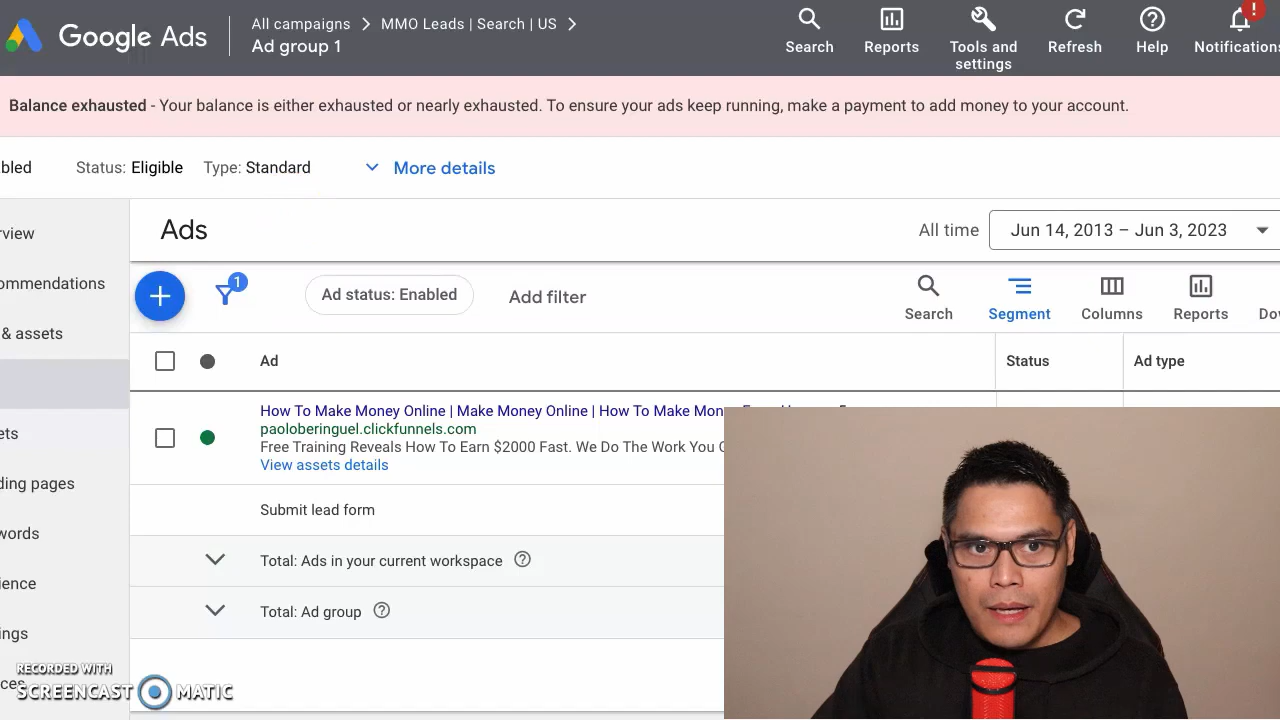 Google Ads
All campaigns > MMO Leads | Search | US >
Ad group 1
Search
Reports
Tools and settings
Refresh
Help
Notification
!
Balance exhausted - Your balance is either exhausted or nearly exhausted. To ensure your ads keep running, make a payment to add money to your account.
bled
Status: Eligible
Type: Standard
More details
rview
ommendations
& assets
ets
ding pages
words
ience
ings
ces
Ads
All time
Jun 14, 2013 – Jun 3, 2023
1
Ad status: Enabled
Add filter
Search
Segment
Columns
Reports
Do
Ad
Status
Ad type
How To Make Money Online | Make Money Online | How To Make Mon
paoloberinguel.clickfunnels.com
Free Training Reveals How To Earn $2000 Fast. We Do The Work You
View assets details
Submit lead form
Total: Ads in your current workspace
Total: Ad group
RECORDED WITH
SCREENCAST MATIC